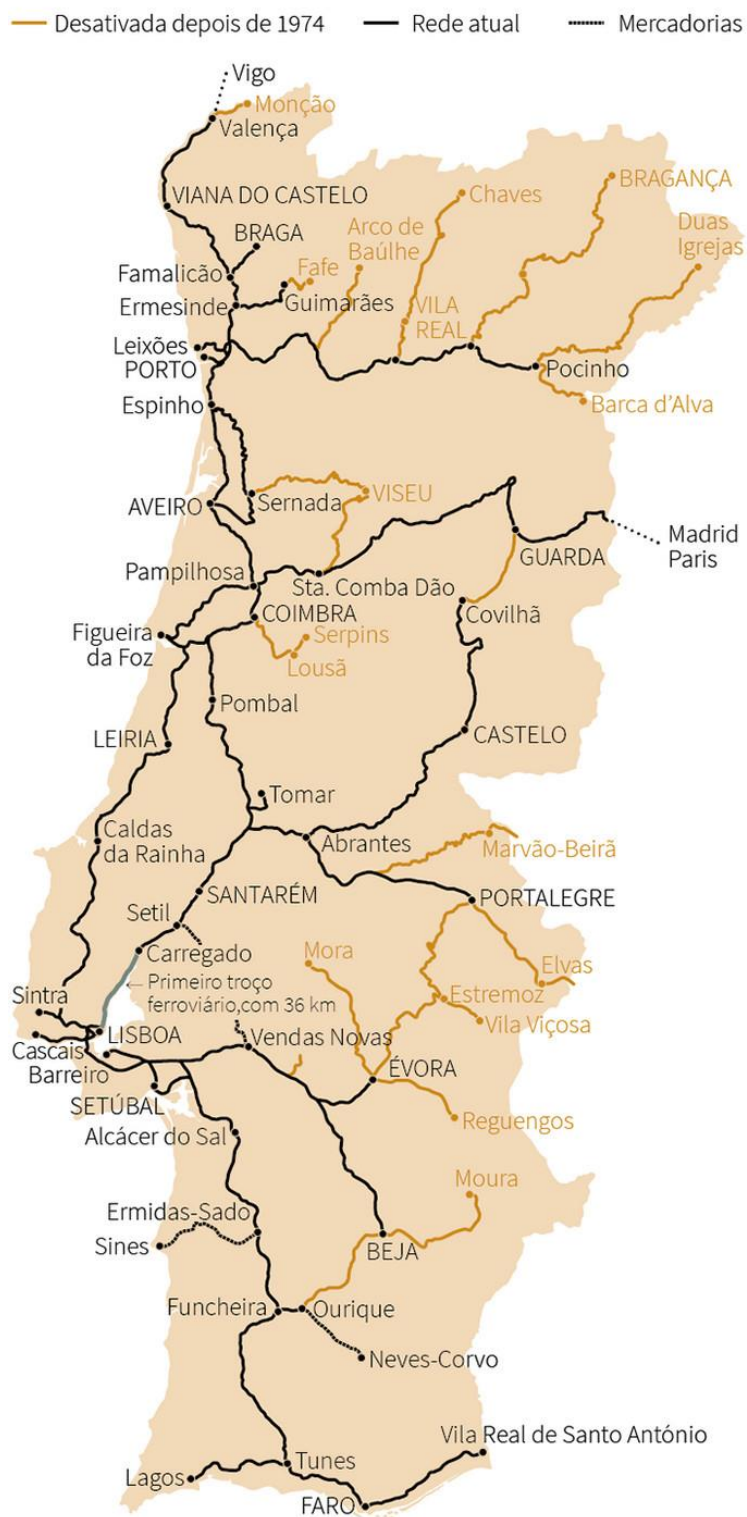 Desativada depois de 1974
Rede atual
Mercadorias
Vigo
Monção
Valença
VIANA DO CASTELO
BRAGA
Arco de
Baúlhe
Chaves
BRAGANÇA
Duas
Igrejas
Famalicão
Fafe
Ermesinde
Guimarães
VILA
REAL
Leixões
PORTO
Pocinho
Espinho
Barca d’Alva
AVEIRO
Sernada
VISEU
Madrid
Paris
GUARDA
Pampilhosa
Sta. Comba Dão
COIMBRA
Covilhã
Figueira
da Foz
Serpins
Lousã
Pombal
LEIRIA
CASTELO
Tomar
Caldas
da Rainha
Abrantes
Marvão-Beirã
SANTARÉM
PORTALEGRE
Setil
Carregado
Mora
Elvas
← Primeiro troço
ferroviário,com 36 km
Sintra
Estremoz
Vila Viçosa
LISBOA
Vendas Novas
Cascais
Barreiro
ÉVORA
SETÚBAL
Reguengos
Alcácer do Sal
Moura
Ermidas-Sado
Sines
BEJA
Funcheira
Ourique
Neves-Corvo
Vila Real de Santo António
Tunes
Lagos
FARO